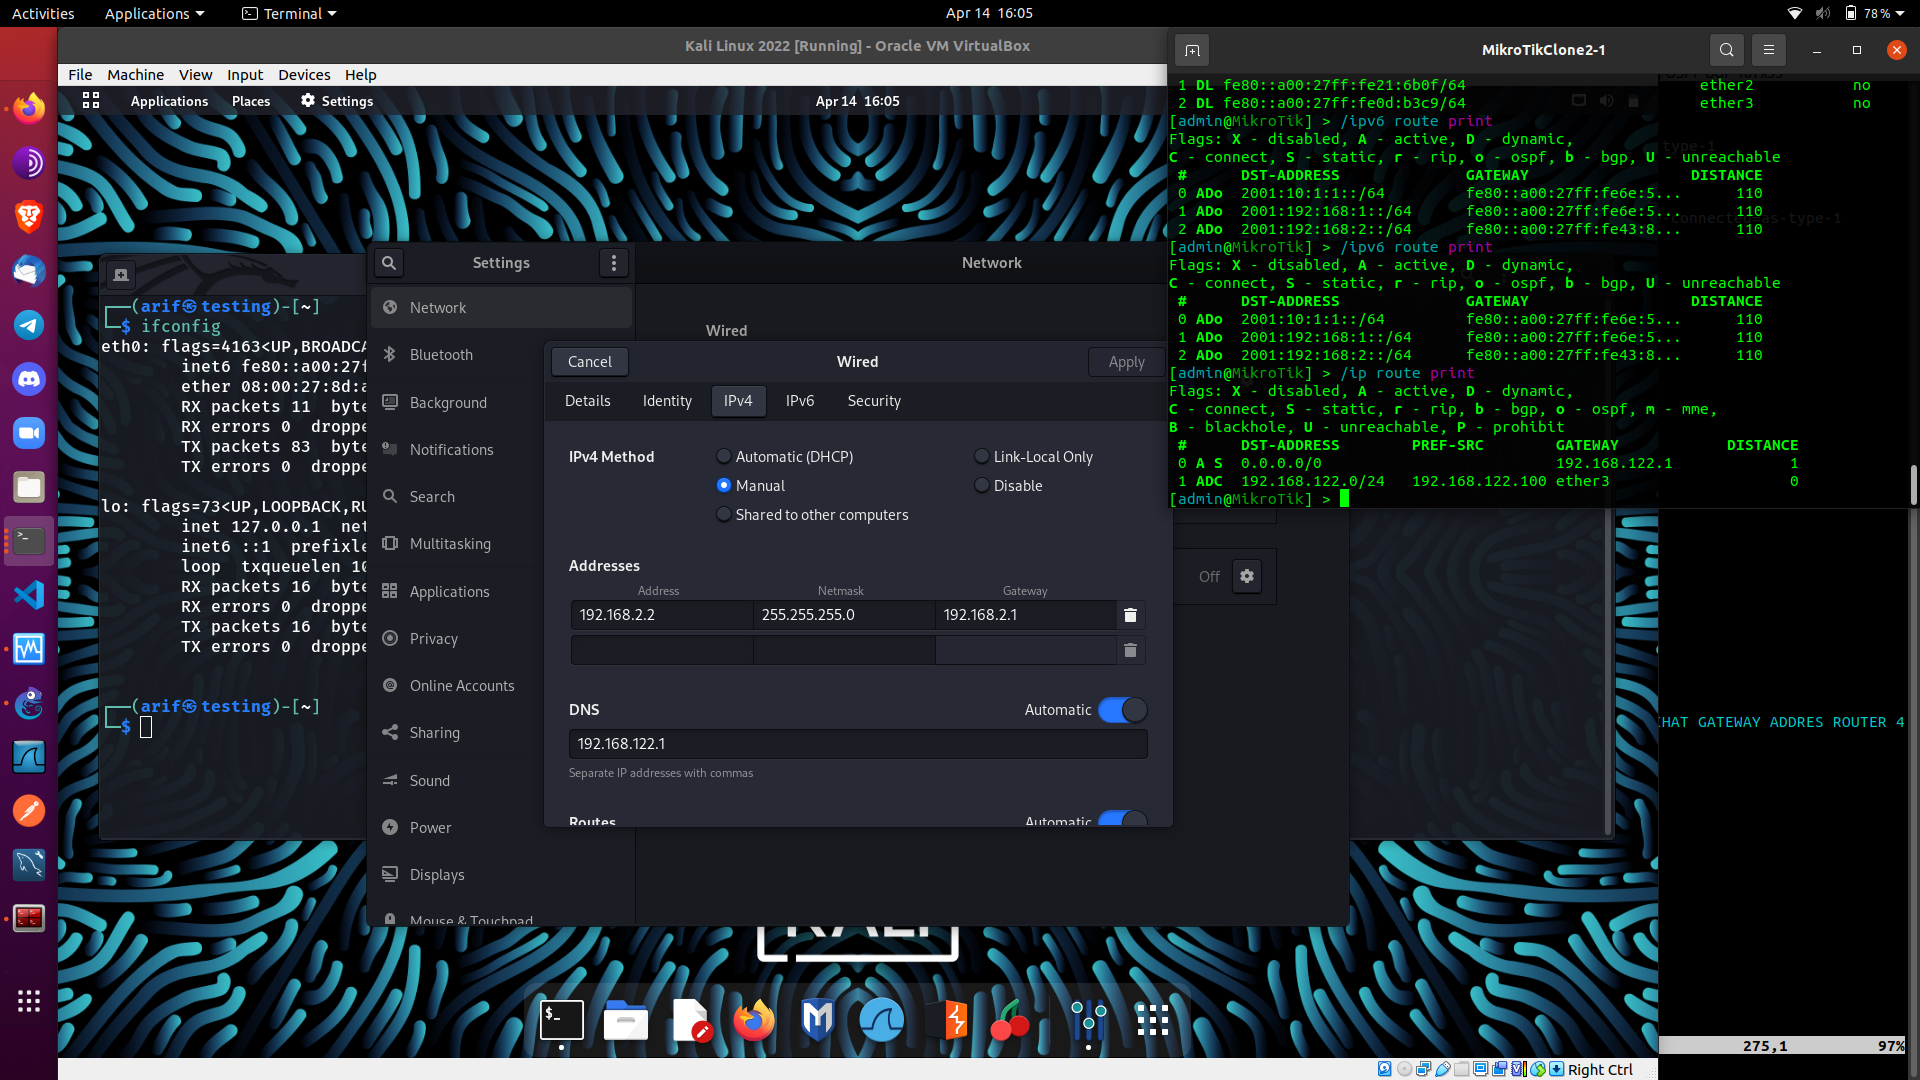 Activities Applications Terminal Apr 14 16:05 78 %
Kali Linux 2022 [Running] - Oracle VM VirtualBox
File Machine View Input Devices Help
Applications Places Settings Apr 14 16:05
┌──(arif㉿testing)-[~]
└─$ ifconfig
eth0: flags=4163<UP,BROADCA
inet6 fe80::a00:27f
ether 08:00:27:8d:a
RX packets 11 byte
RX errors 0 droppe
TX packets 83 byte
TX errors 0 droppe
lo: flags=73<UP,LOOPBACK,RU
inet 127.0.0.1 net
inet6 ::1 prefixle
loop txqueuelen 10
RX packets 16 byte
RX errors 0 droppe
TX packets 16 byte
TX errors 0 droppe
┌──(arif㉿testing)-[~]
└─$
Settings
Network
Bluetooth
Background
Notifications
Search
Multitasking
Applications
Privacy
Online Accounts
Sharing
Sound
Power
Displays
Mouse & Touchpad
Network
Wired
Off
Cancel Wired Apply
Details Identity IPv4 IPv6 Security
IPv4 Method
Automatic (DHCP) Link-Local Only
Manual Disable
Shared to other computers
Addresses
Address Netmask Gateway
192.168.2.2 255.255.255.0 192.168.2.1
DNS Automatic
192.168.122.1
Separate IP addresses with commas
Routes Automatic
MikroTikClone2-1
1 DL fe80::a00:27ff:fe21:6b0f/64 ether2 no
2 DL fe80::a00:27ff:fe0d:b3c9/64 ether3 no
[admin@MikroTik] > /ipv6 route print
Flags: X - disabled, A - active, D - dynamic,
C - connect, S - static, r - rip, o - ospf, b - bgp, U - unreachable
# DST-ADDRESS GATEWAY DISTANCE
0 ADo 2001:10:1:1::/64 fe80::a00:27ff:fe6e:5... 110
1 ADo 2001:192:168:1::/64 fe80::a00:27ff:fe6e:5... 110
2 ADo 2001:192:168:2::/64 fe80::a00:27ff:fe43:8... 110
[admin@MikroTik] > /ipv6 route print
Flags: X - disabled, A - active, D - dynamic,
C - connect, S - static, r - rip, o - ospf, b - bgp, U - unreachable
# DST-ADDRESS GATEWAY DISTANCE
0 ADo 2001:10:1:1::/64 fe80::a00:27ff:fe6e:5... 110
1 ADo 2001:192:168:1::/64 fe80::a00:27ff:fe6e:5... 110
2 ADo 2001:192:168:2::/64 fe80::a00:27ff:fe43:8... 110
[admin@MikroTik] > /ip route print
Flags: X - disabled, A - active, D - dynamic,
C - connect, S - static, r - rip, b - bgp, o - ospf, m - mme,
B - blackhole, U - unreachable, P - prohibit
# DST-ADDRESS PREF-SRC GATEWAY DISTANCE
0 A S 0.0.0.0/0 192.168.122.1 1
1 ADC 192.168.122.0/24 192.168.122.100 ether3 0
[admin@MikroTik] >
type-1
connected-as-type-1
HAT GATEWAY ADDRES ROUTER 4
275,1 97%
Right Ctrl